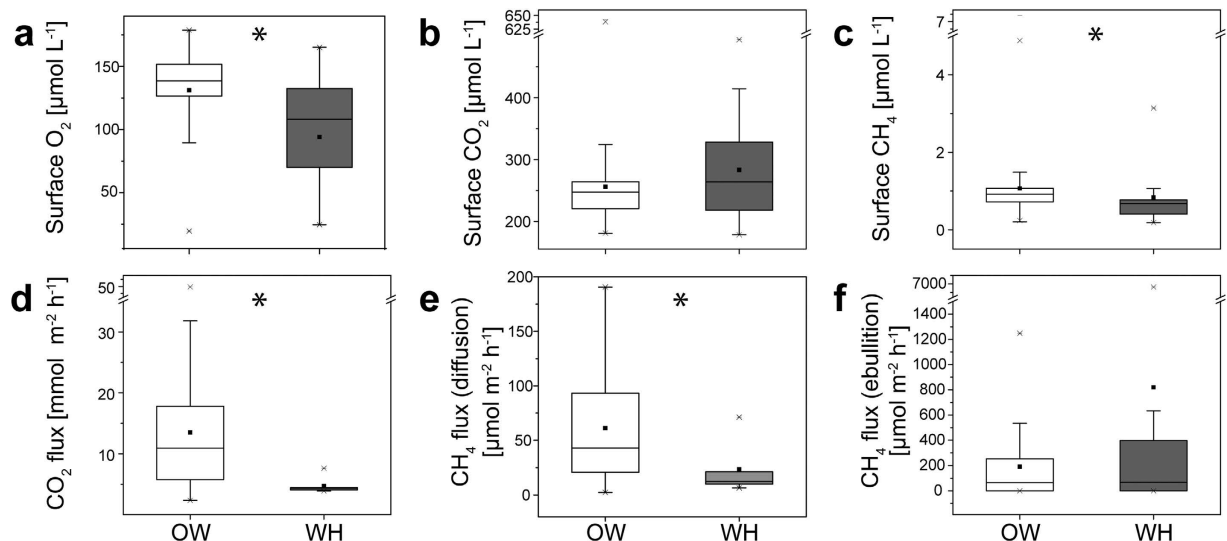 a
*
Surface O₂ [µmol L⁻¹]
150
100
50
b
Surface CO₂ [µmol L⁻¹]
650
625
400
300
200
c
*
Surface CH₄ [µmol L⁻¹]
7
4
2
0
d
*
CO₂ flux [mmol m⁻² h⁻¹]
50
30
20
10
OW
WH
e
*
CH₄ flux (diffusion)
[µmol m⁻² h⁻¹]
200
150
100
50
0
OW
WH
f
CH₄ flux (ebullition)
[µmol m⁻² h⁻¹]
7000
1400
1200
1000
800
600
400
200
0
OW
WH